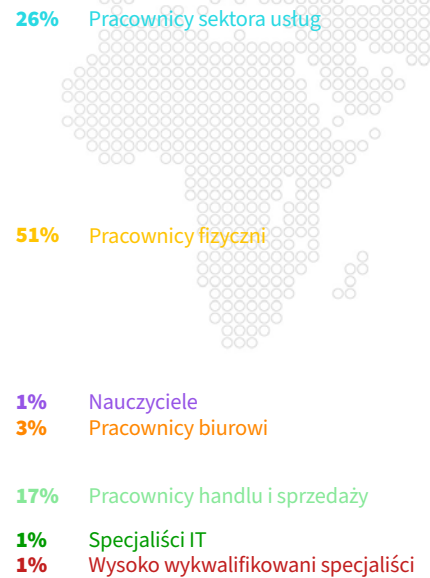 26% Pracownicy sektora usług
51% Pracownicy fizyczni
1% Nauczyciele
3% Pracownicy biurowi
17% Pracownicy handlu i sprzedaży
1% Specjaliści IT
1% Wysoko wykwalifikowani specjaliści